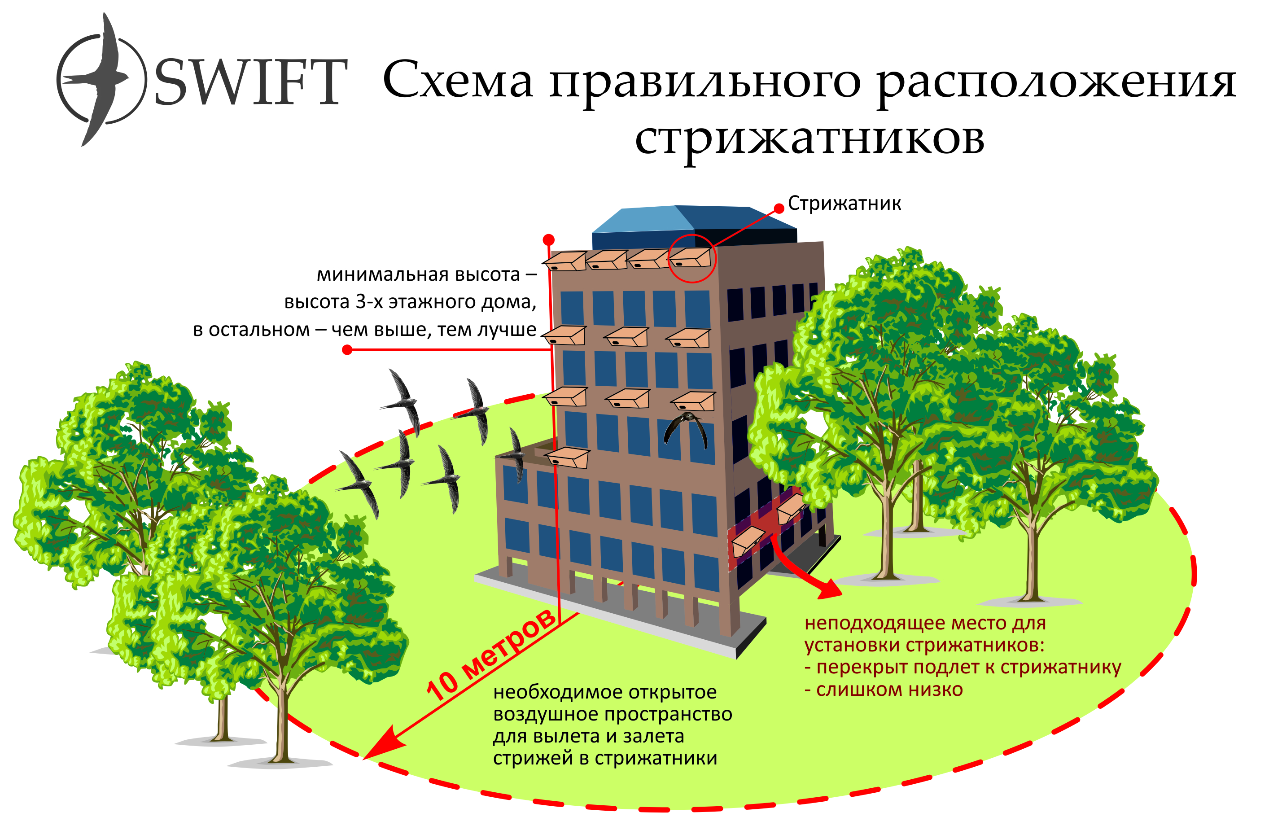 SWIFT
Схема правильного расположения
стрижатников
Стрижатник
минимальная высота –
высота 3-х этажного дома,
в остальном – чем выше, тем лучше
10 метров
необходимое открытое
воздушное пространство
для вылета и залета
стрижей в стрижатники
неподходящее место для
установки стрижатников:
- перекрыт подлет к стрижатнику
- слишком низко